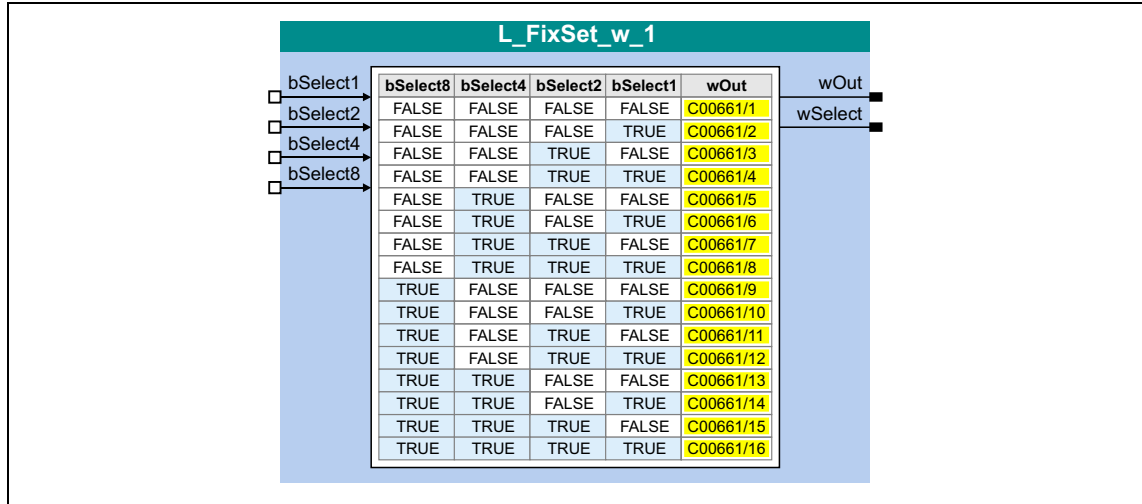 L_FixSet_w_1
bSelect1
bSelect2
bSelect4
bSelect8
bSelect8 bSelect4 bSelect2 bSelect1 wOut
FALSE FALSE FALSE FALSE C00661/1
FALSE FALSE FALSE TRUE C00661/2
FALSE FALSE TRUE FALSE C00661/3
FALSE FALSE TRUE TRUE C00661/4
FALSE TRUE FALSE FALSE C00661/5
FALSE TRUE FALSE TRUE C00661/6
FALSE TRUE TRUE FALSE C00661/7
FALSE TRUE TRUE TRUE C00661/8
TRUE FALSE FALSE FALSE C00661/9
TRUE FALSE FALSE TRUE C00661/10
TRUE FALSE TRUE FALSE C00661/11
TRUE FALSE TRUE TRUE C00661/12
TRUE TRUE FALSE FALSE C00661/13
TRUE TRUE FALSE TRUE C00661/14
TRUE TRUE TRUE FALSE C00661/15
TRUE TRUE TRUE TRUE C00661/16
wOut
wSelect